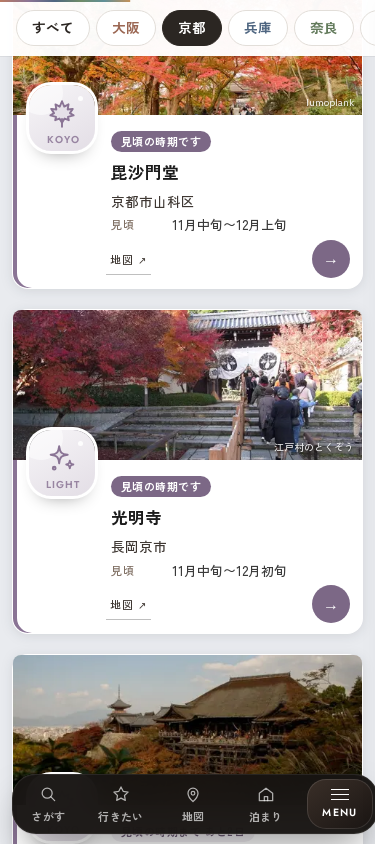 すべて
大阪
京都
兵庫
奈良
lumoplank
KOYO
見頃の時期です
毘沙門堂
京都市山科区
見頃 11月中旬〜12月上旬
地図 ↗
→
江戸村のとくぞう
LIGHT
見頃の時期です
光明寺
長岡京市
見頃 11月中旬〜12月初旬
地図 ↗
→
さがす
行きたい
地図
泊まり
MENU